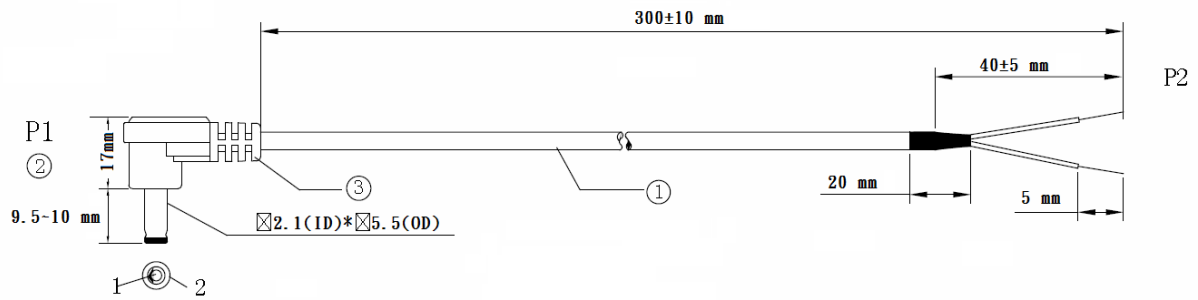 300±10 mm
40±5 mm
P2
P1
②
17mm
③
①
20 mm
5 mm
9.5~10 mm
☒2.1(ID)*☒5.5(OD)
1 2